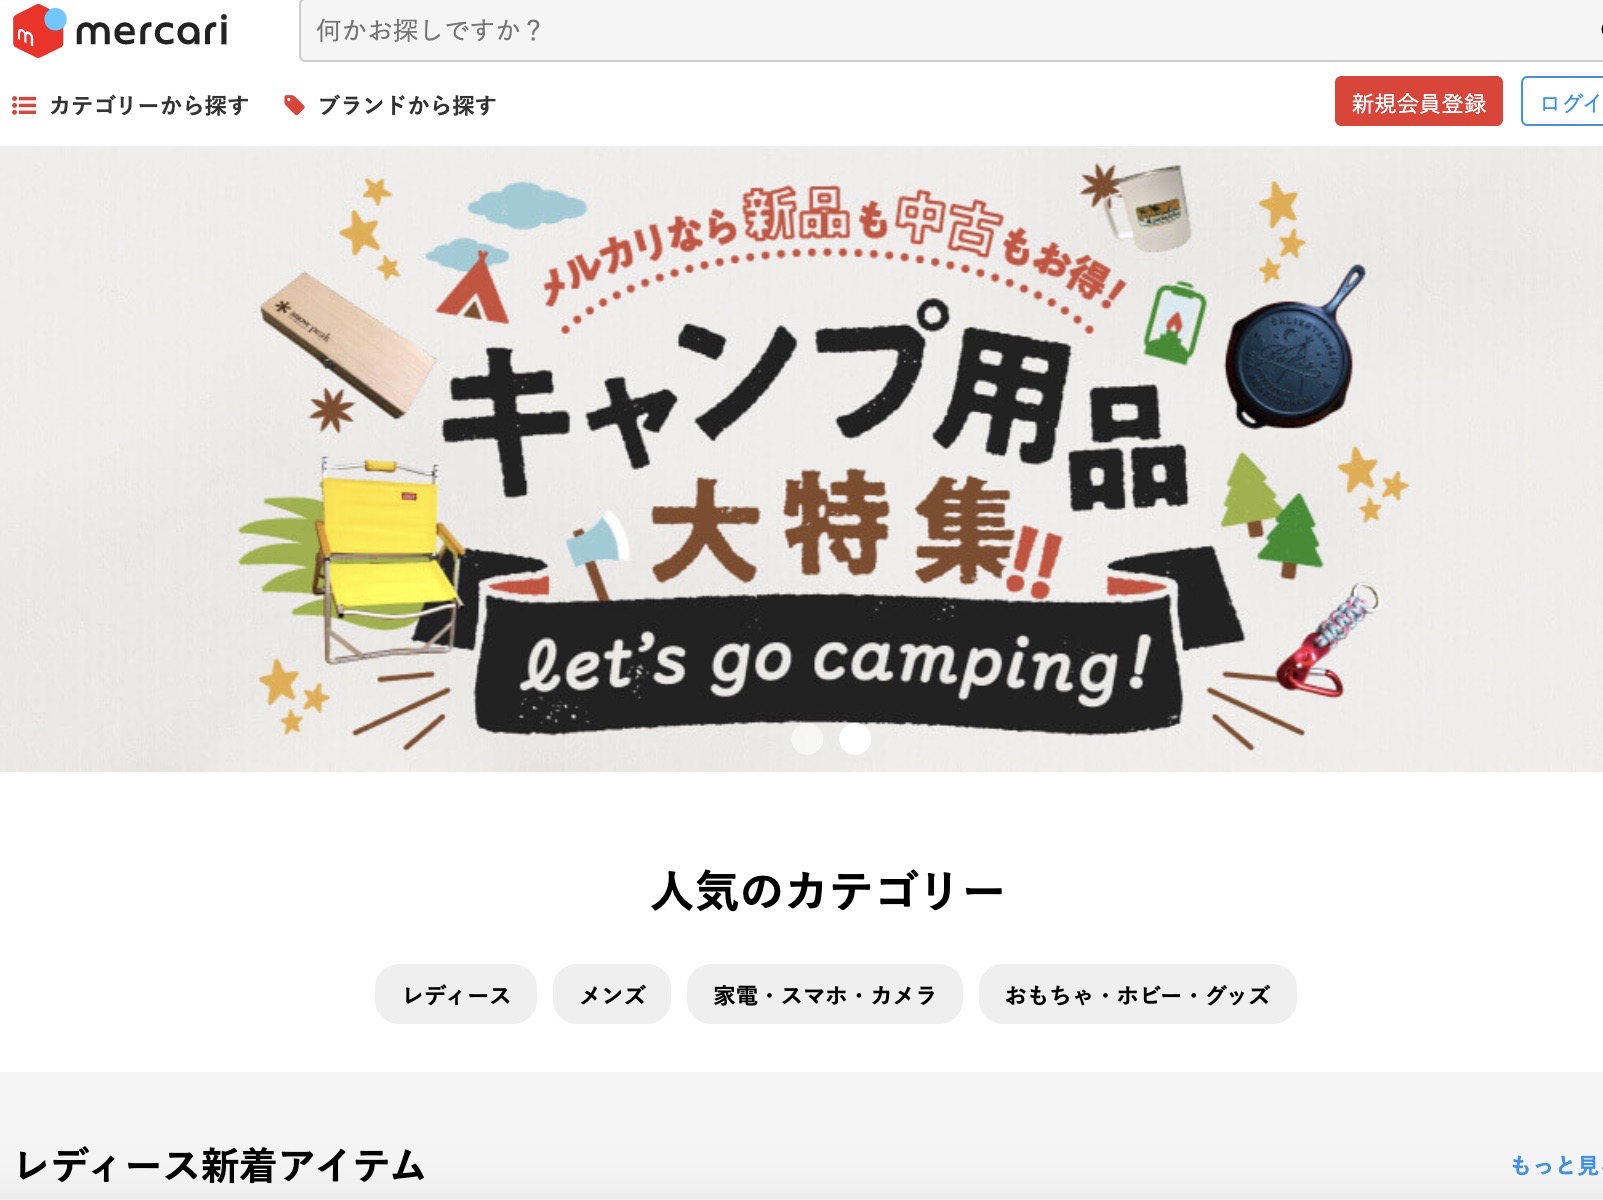 mercari
何かお探しですか？
カテゴリーから探す
ブランドから探す
新規会員登録
ログイ
メルカリなら新品も中古もお得!
キャンプ用品
大特集!!
let's go camping!
snow peak
人気のカテゴリー
レディース
メンズ
家電・スマホ・カメラ
おもちゃ・ホビー・グッズ
レディース新着アイテム
もっと見